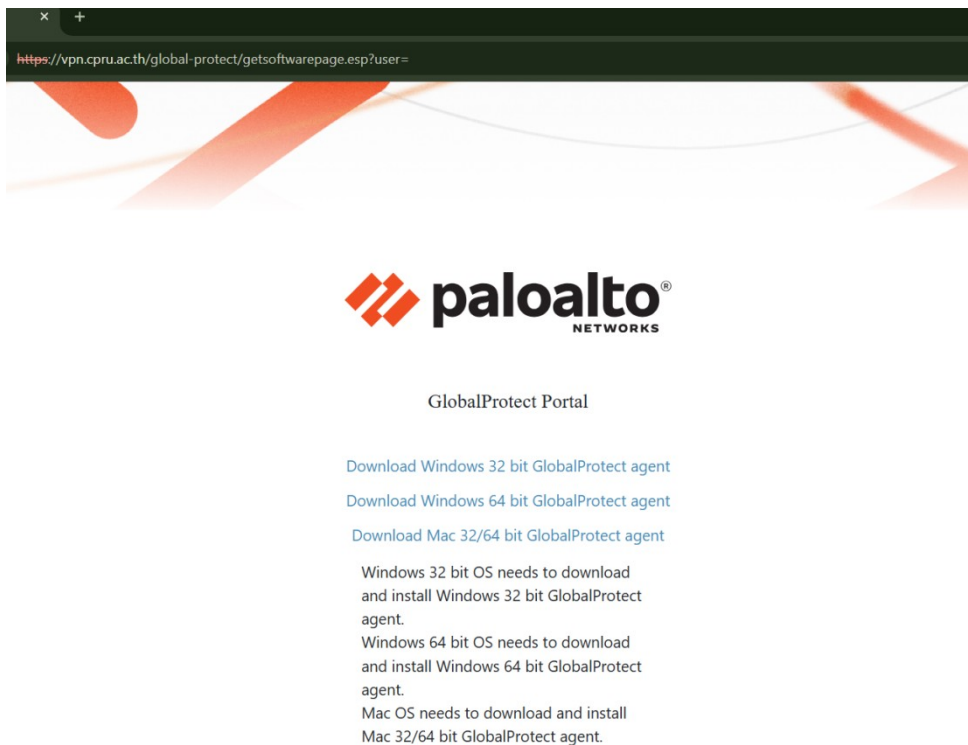 https://vpn.cpru.ac.th/global-protect/getsoftwarepage.esp?user=
paloalto®
NETWORKS
GlobalProtect Portal
Download Windows 32 bit GlobalProtect agent
Download Windows 64 bit GlobalProtect agent
Download Mac 32/64 bit GlobalProtect agent
Windows 32 bit OS needs to download
and install Windows 32 bit GlobalProtect
agent.
Windows 64 bit OS needs to download
and install Windows 64 bit GlobalProtect
agent.
Mac OS needs to download and install
Mac 32/64 bit GlobalProtect agent.